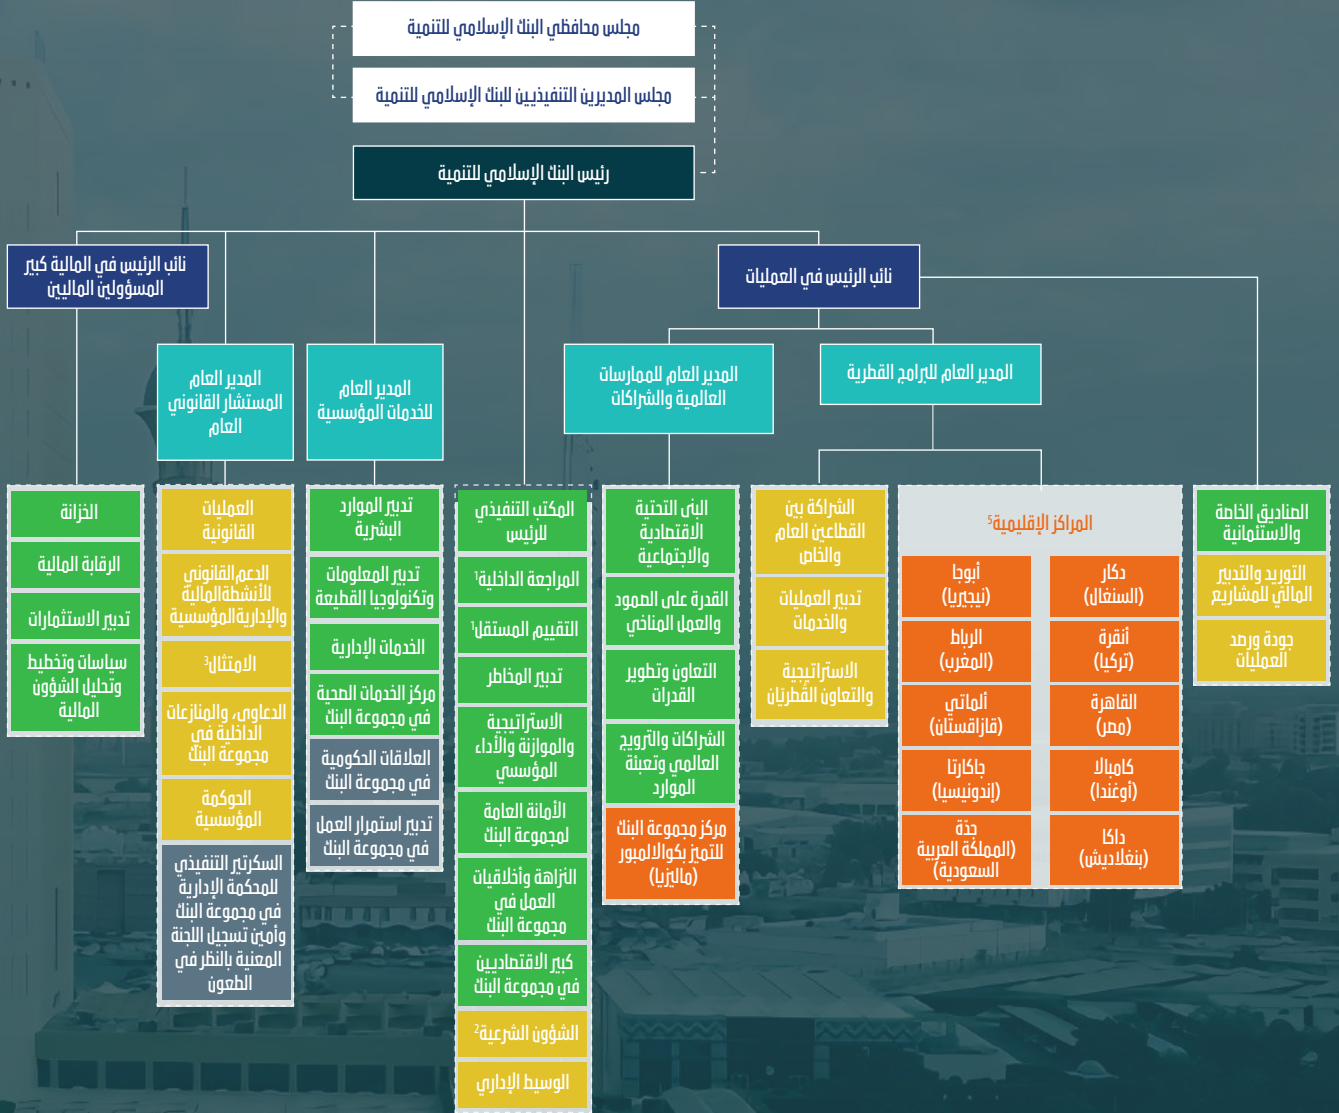 مجلس محافظي البنك الإسلامي للتنمية
مجلس المديرين التنفيذيين للبنك الإسلامي للتنمية
رئيس البنك الإسلامي للتنمية
نائب الرئيس في العمليات
نائب الرئيس في المالية كبير
المسؤولين الماليين
المدير العام للبرامج القطرية
المدير العام للممارسات
العالمية والشراكات
المدير العام
للخدمات المؤسسية
المدير العام
المستشار القانوني
العام
الصناديق الخاصة
والاستئمانية
التوريد والتدبير
المالي للمشاريع
جودة ورصد
العمليات
المراكز الإقليمية⁵
دكار
(السنغال)
أنقرة
(تركيا)
القاهرة
(مصر)
كامبالا
(أوغندا)
داكا
(بنغلاديش)
أبوجا
(نيجيريا)
الرباط
(المغرب)
ألماتي
(قازاقستان)
جاكارتا
(إندونيسيا)
جدّة
(المملكة العربية
السعودية)
الشراكة بين
القطاعين العام
والخاص
تدبير العمليات
والخدمات
الاستراتيجية
والتعاون القُطريّان
البنى التحتية
الاقتصادية
والاجتماعية
القدرة على الصمود
والعمل المناخي
التعاون وتطوير
القدرات
الشراكات والترويج
العالمي وتعبئة
الموارد
مركز مجموعة البنك
للتميّز بكوالالمبور
(ماليزيا)
المكتب التنفيذي
للرئيس
المراجعة الداخلية¹
التقييم المستقل¹
تدبير المخاطر
الاستراتيجية
والموازنة والأداء
المؤسسي
الأمانة العامة
لمجموعة البنك
النزاهة وأخلاقيات
العمل في
مجموعة البنك
كبير الاقتصاديين
في مجموعة البنك
الشؤون الشرعية²
الوسيط الإداري
تدبير الموارد
البشرية
تدبير المعلومات
وتكنولوجيا القطيعة
الخدمات الإدارية
مركز الخدمات الصحية
في مجموعة البنك
العلاقات الحكومية
في مجموعة البنك
تدبير استمرار العمل
في مجموعة البنك
العمليات
القانونية
الدعم القانوني
للأنشطة المالية
والإدارية المؤسسية
الامتثال³
الدعاوى، والمنازعات
الداخلية في
مجموعة البنك
الحوكمة
المؤسسية
السكرتير التنفيذي
للمحكمة الإدارية
في مجموعة البنك
وأمين تسجيل اللجنة
المعنية بالنظر في
الطعون
الخزانة
الرقابة المالية
تدبير الاستثمارات
سياسات وتخطيط
وتحليل الشؤون
المالية